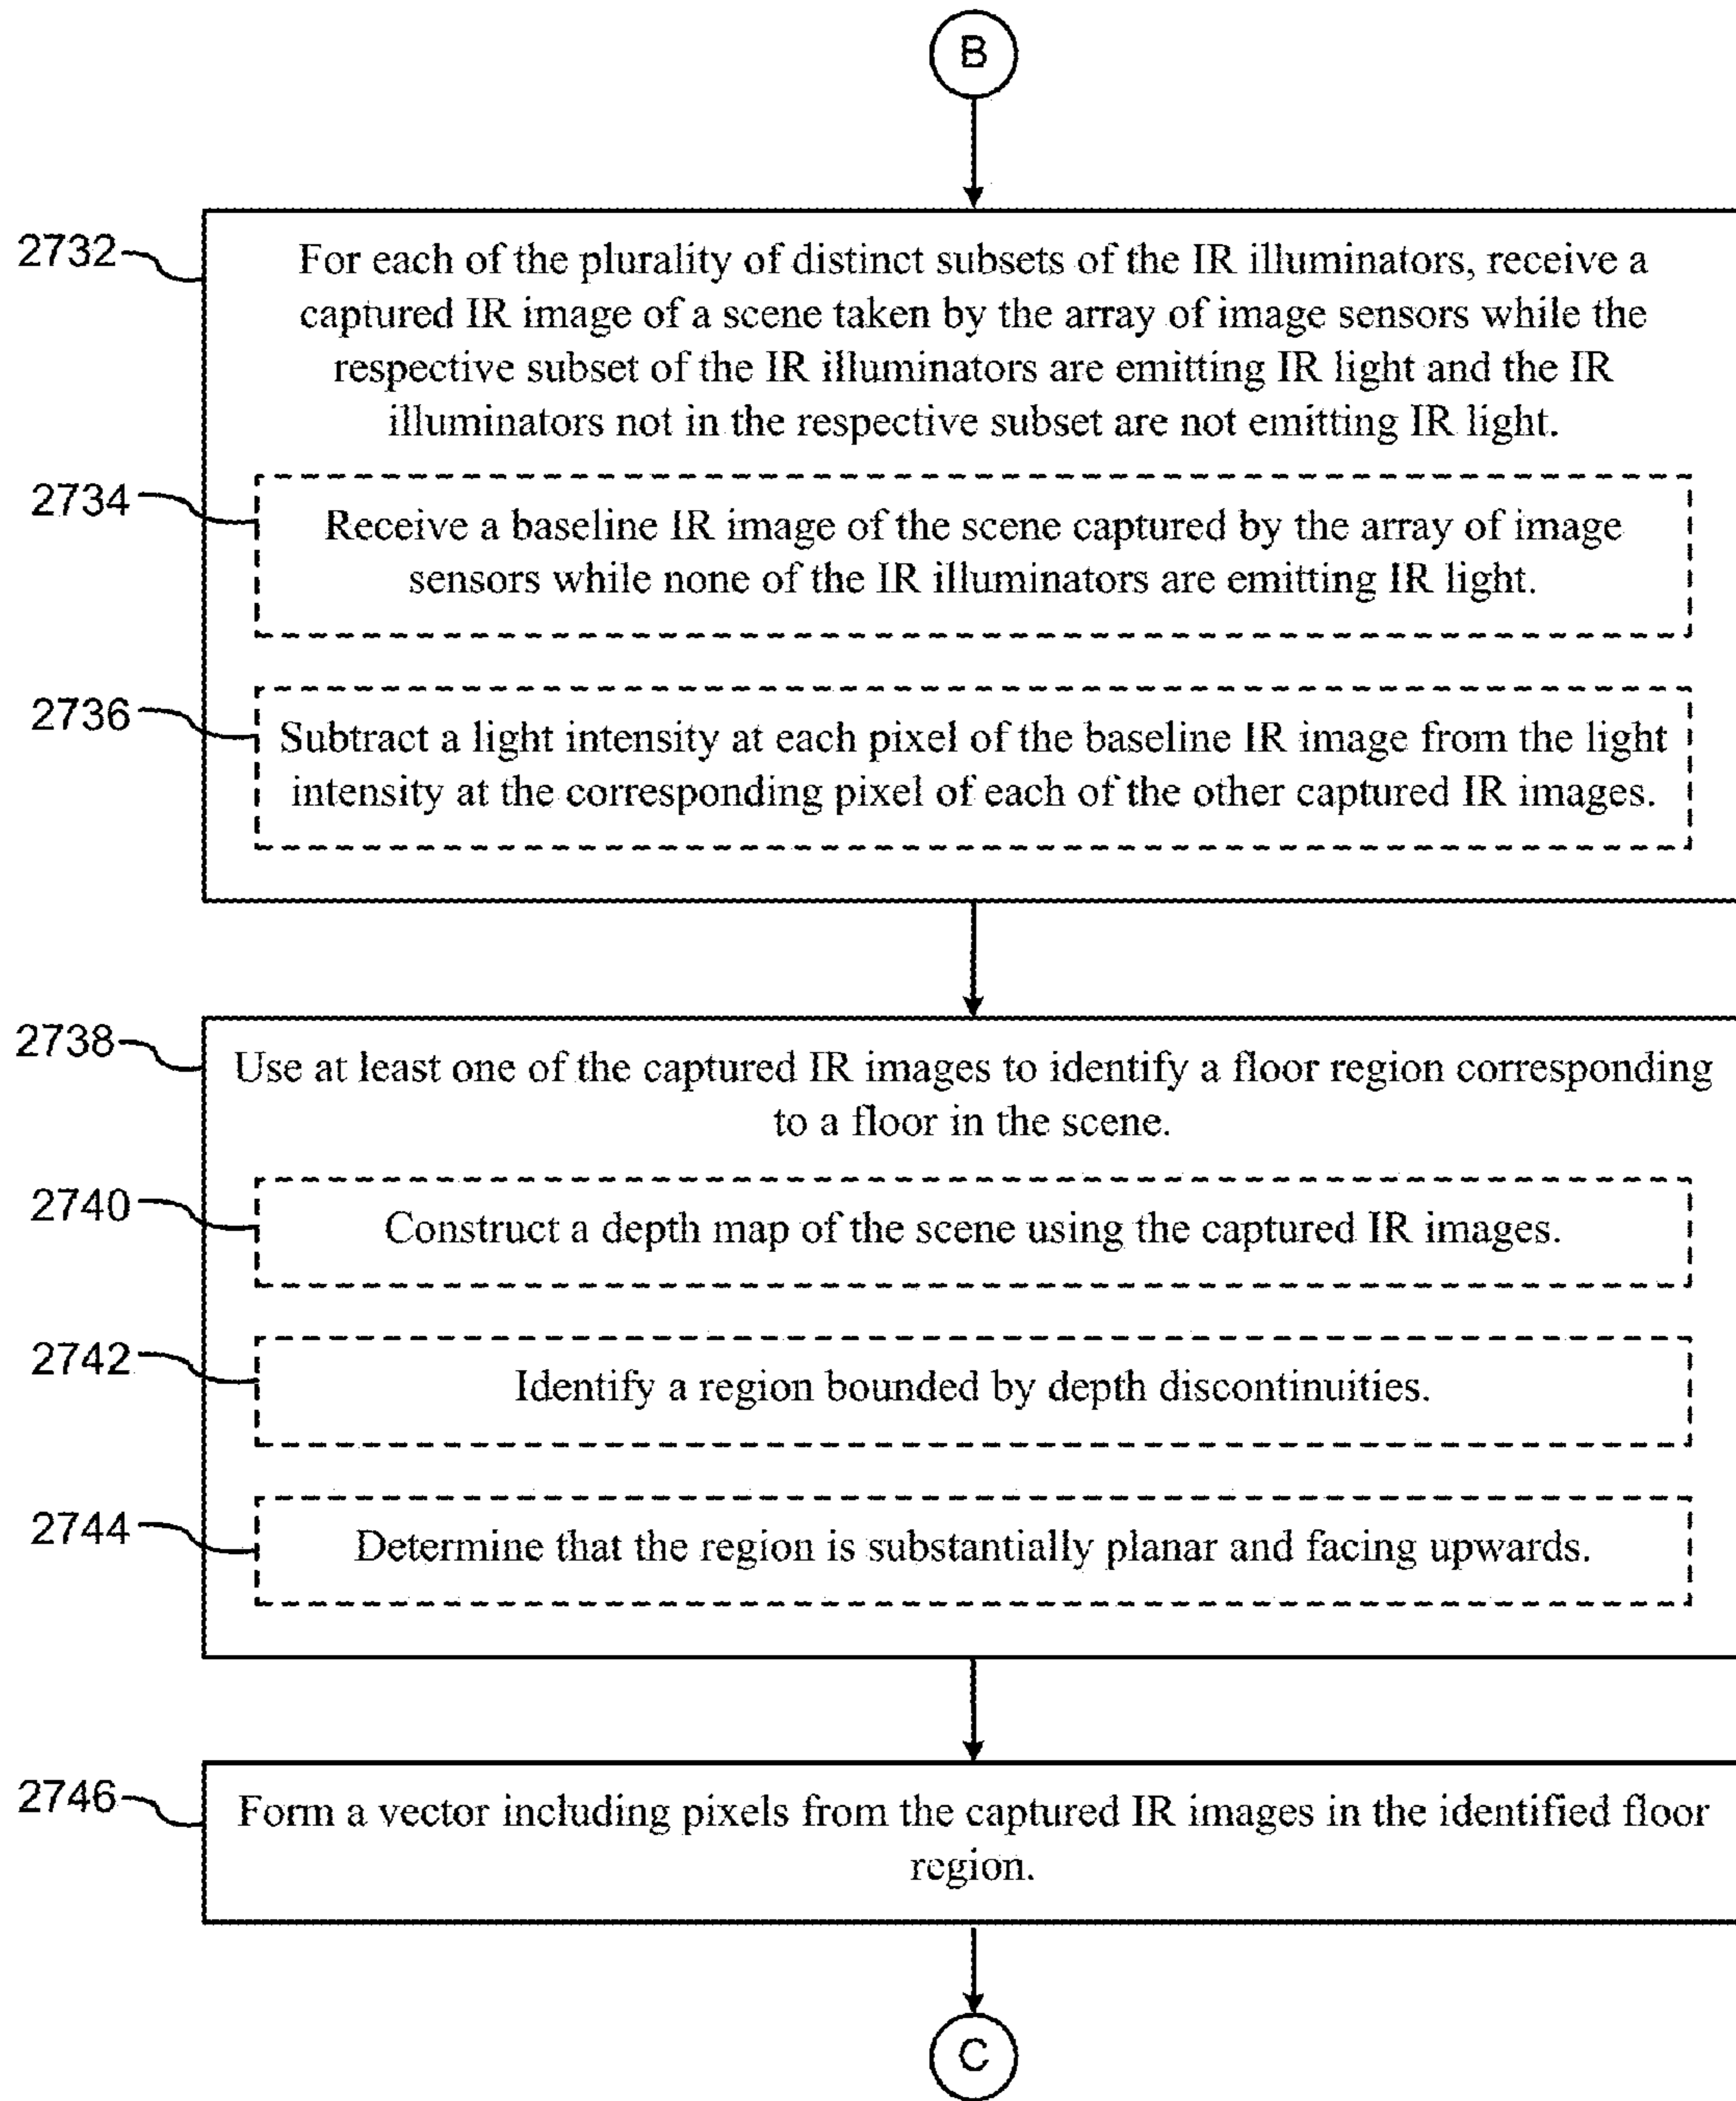 B
2732
For each of the plurality of distinct subsets of the IR illuminators, receive a
captured IR image of a scene taken by the array of image sensors while the
respective subset of the IR illuminators are emitting IR light and the IR
illuminators not in the respective subset are not emitting IR light.
2734
Receive a baseline IR image of the scene captured by the array of image
sensors while none of the IR illuminators are emitting IR light.
2736
Subtract a light intensity at each pixel of the baseline IR image from the light
intensity at the corresponding pixel of each of the other captured IR images.
2738
Use at least one of the captured IR images to identify a floor region corresponding
to a floor in the scene.
2740
Construct a depth map of the scene using the captured IR images.
2742
Identify a region bounded by depth discontinuities.
2744
Determine that the region is substantially planar and facing upwards.
2746
Form a vector including pixels from the captured IR images in the identified floor
region.
C